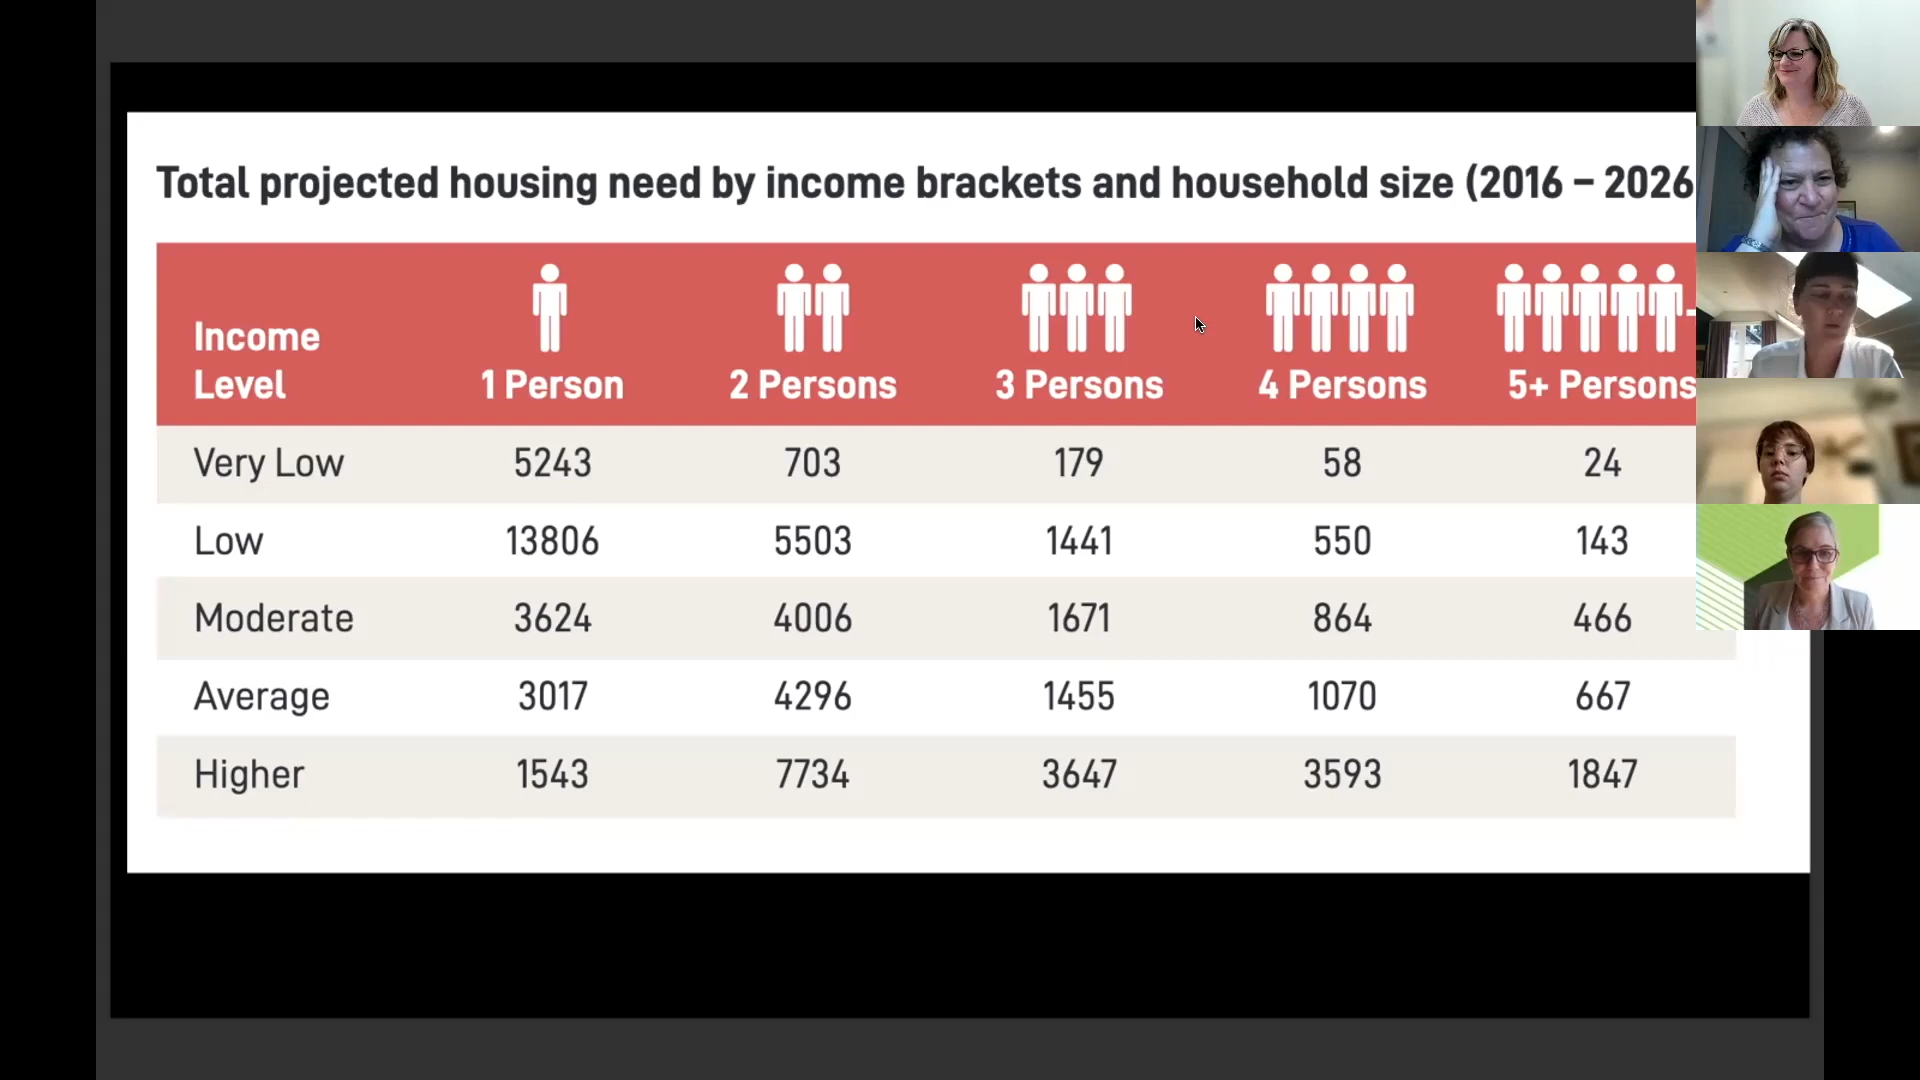 Total projected housing need by income brackets and household size (2016 – 2026
Income
Level
1 Person 2 Persons 3 Persons 4 Persons 5+ Persons
Very Low 5243 703 179 58 24
Low 13806 5503 1441 550 143
Moderate 3624 4006 1671 864 466
Average 3017 4296 1455 1070 667
Higher 1543 7734 3647 3593 1847